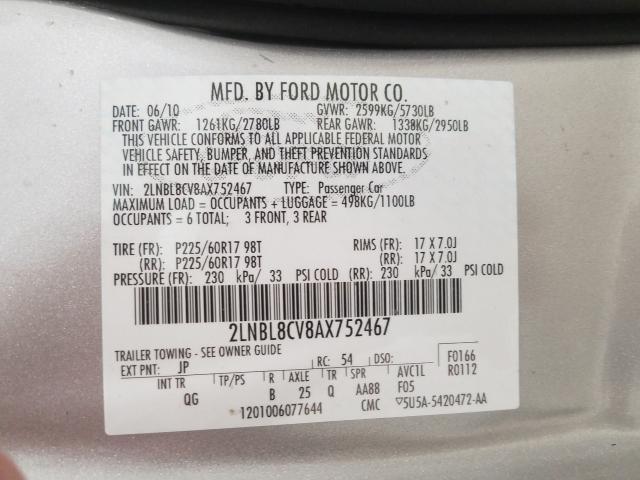 MFD. BY FORD MOTOR CO.
DATE: 06/10 GVWR: 2599KG/5730LB
FRONT GAWR: 1261KG/2780LB REAR GAWR: 1338KG/2950LB
THIS VEHICLE CONFORMS TO ALL APPLICABLE FEDERAL MOTOR
VEHICLE SAFETY, BUMPER, AND THEFT PREVENTION STANDARDS
IN EFFECT ON THE DATE OF MANUFACTURE SHOWN ABOVE.
VIN: 2LNBL8CV8AX752467 TYPE: Passenger Car
MAXIMUM LOAD = OCCUPANTS + LUGGAGE = 498KG/1100LB
OCCUPANTS = 6 TOTAL; 3 FRONT, 3 REAR
TIRE (FR): P225/60R17 98T RIMS (FR): 17 X 7.0J
(RR): P225/60R17 98T (RR): 17 X 7.0J
PRESSURE (FR): 230 kPa/ 33 PSI COLD (RR): 230 kPa/ 33 PSI COLD
2LNBL8CV8AX752467
TRAILER TOWING - SEE OWNER GUIDE
EXT PNT: JP RC: 54 DSO: F0166
INT TR TP/PS R AXLE TR SPR AVC1L R0112
QG B 25 Q AA88 F05
1201006077644 CMC ▽5U5A-5420472-AA